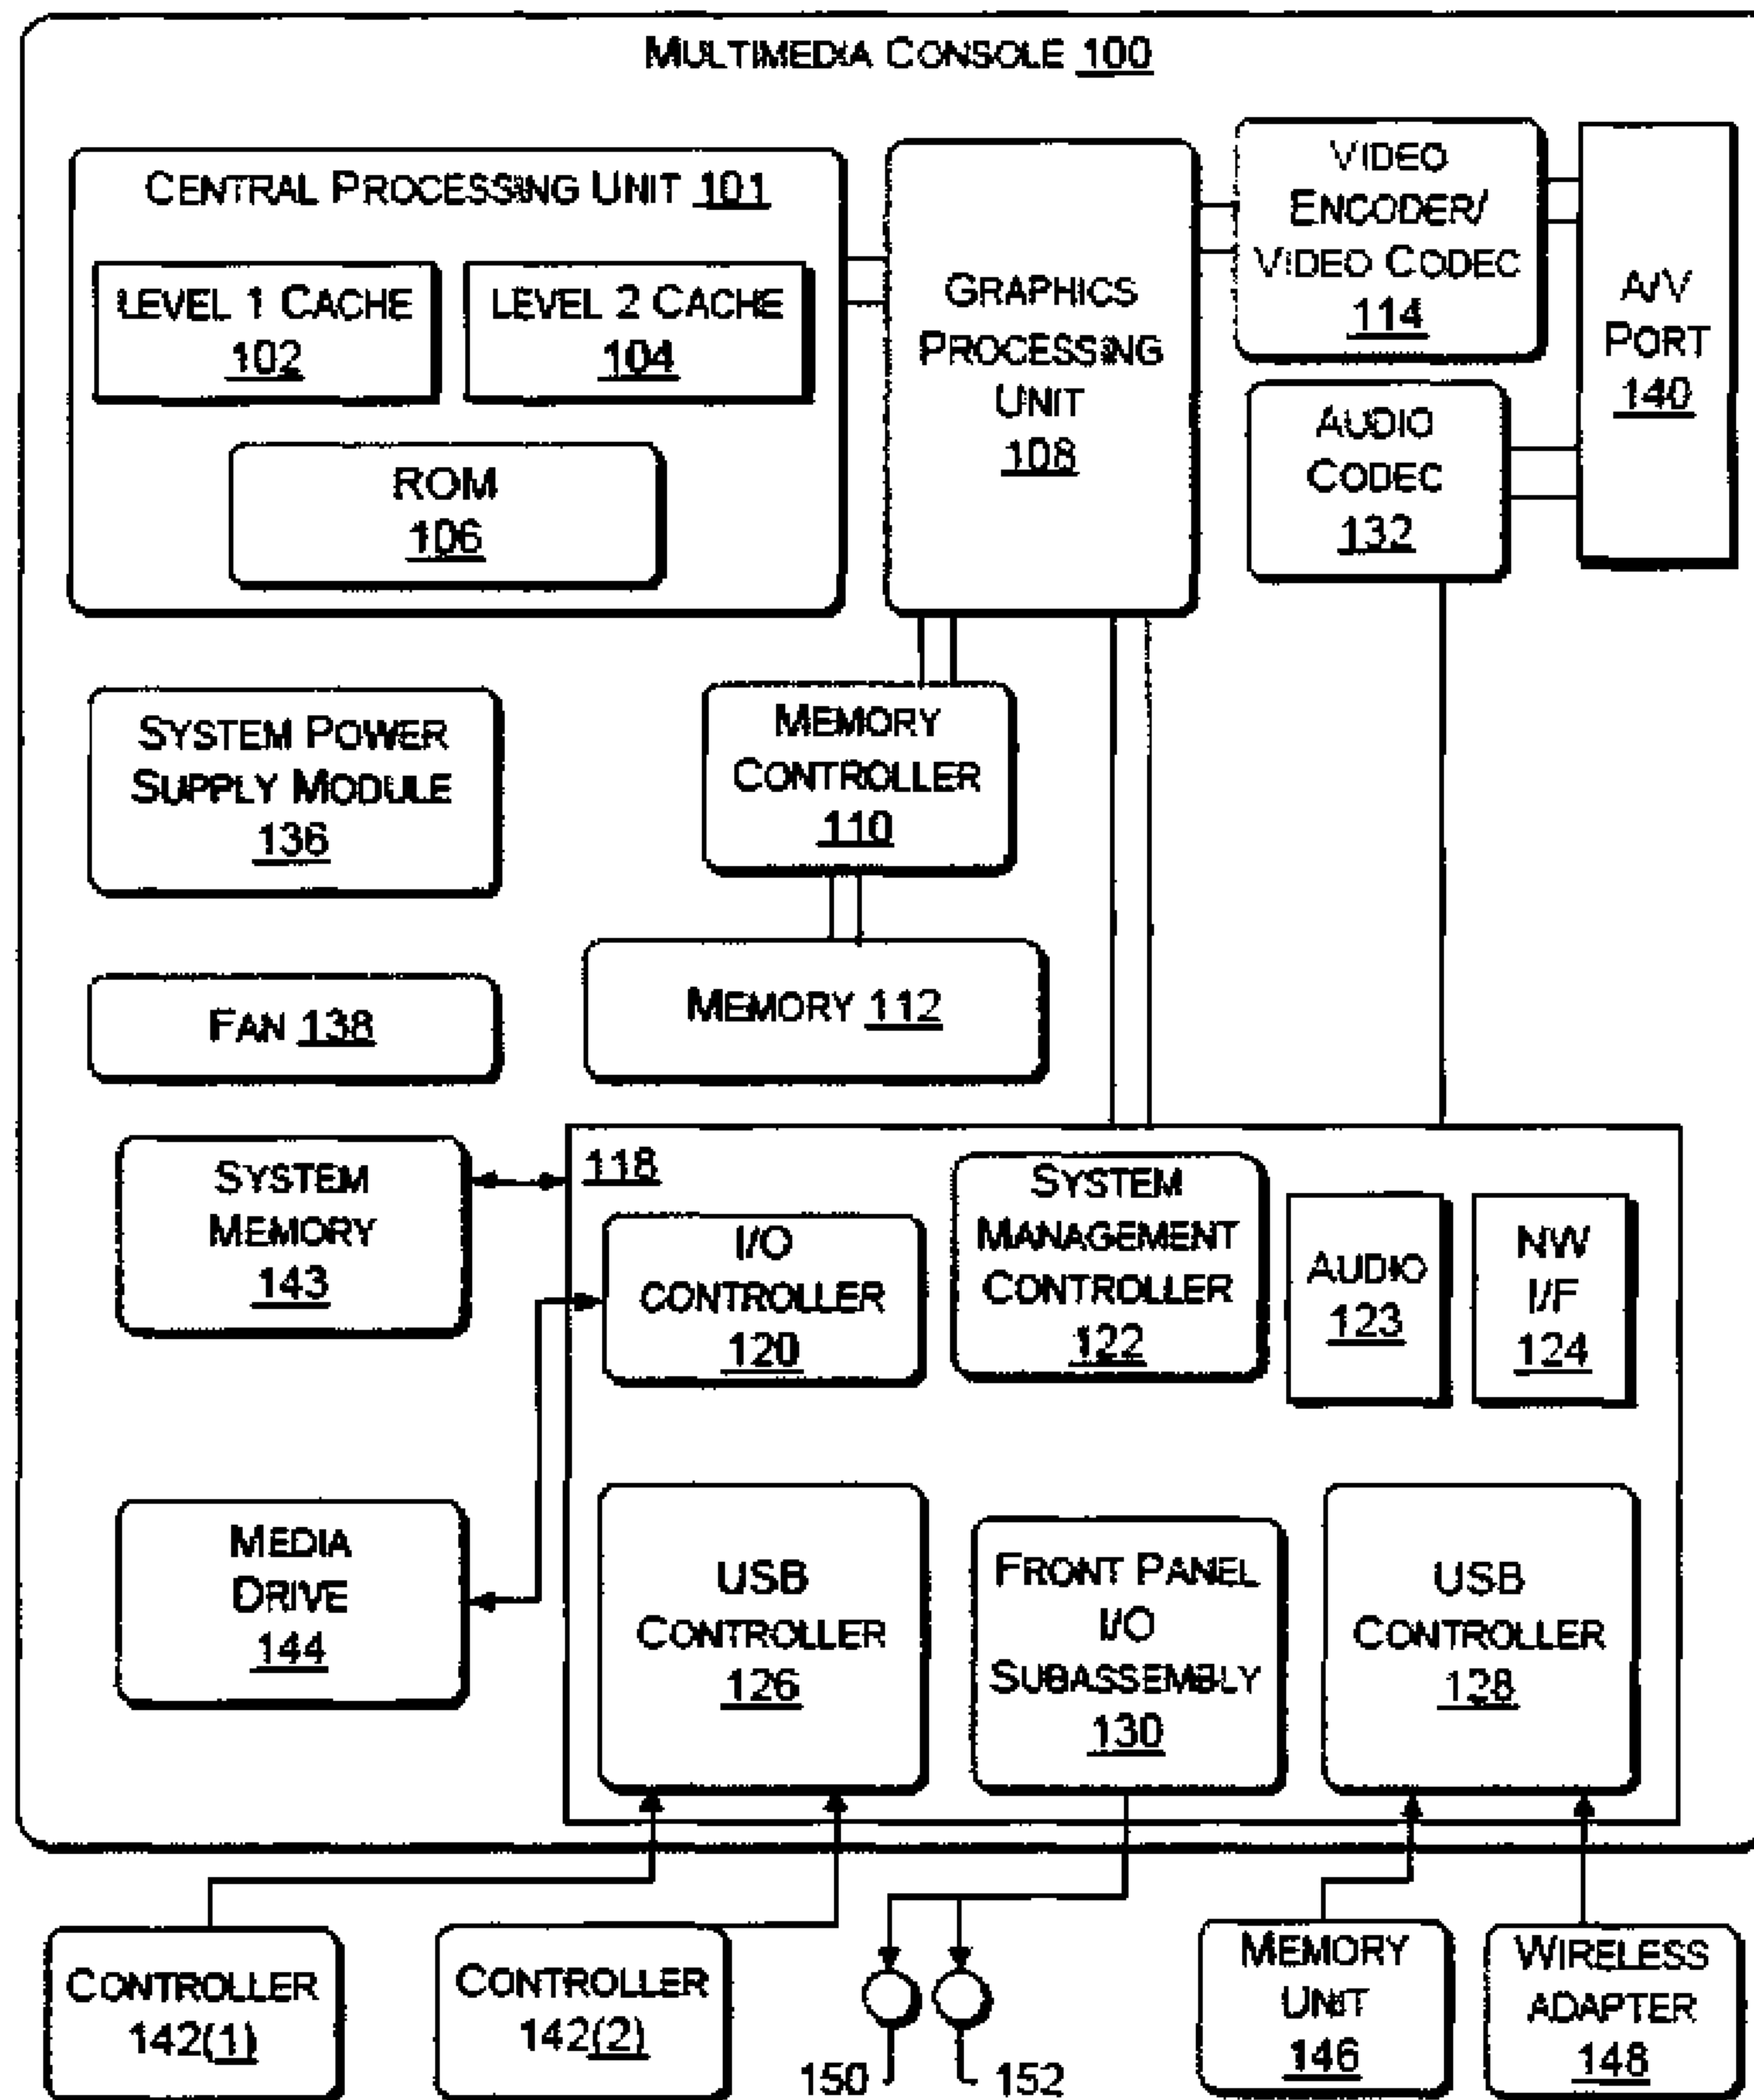 MULTIMEDIA CONSOLE 100
CENTRAL PROCESSING UNIT 101
LEVEL 1 CACHE
102
LEVEL 2 CACHE
104
ROM
106
GRAPHICS
PROCESSING
UNIT
108
VIDEO
ENCODER/
VIDEO CODEC
114
A/V
PORT
140
AUDIO
CODEC
132
SYSTEM POWER
SUPPLY MODULE
136
MEMORY
CONTROLLER
110
FAN 138
MEMORY 112
SYSTEM
MEMORY
143
118
I/O
CONTROLLER
120
SYSTEM
MANAGEMENT
CONTROLLER
122
AUDIO
123
NW
I/F
124
MEDIA
DRIVE
144
USB
CONTROLLER
126
FRONT PANEL
I/O
SUBASSEMBLY
130
USB
CONTROLLER
128
CONTROLLER
142(1)
CONTROLLER
142(2)
150
152
MEMORY
UNIT
146
WIRELESS
ADAPTER
148